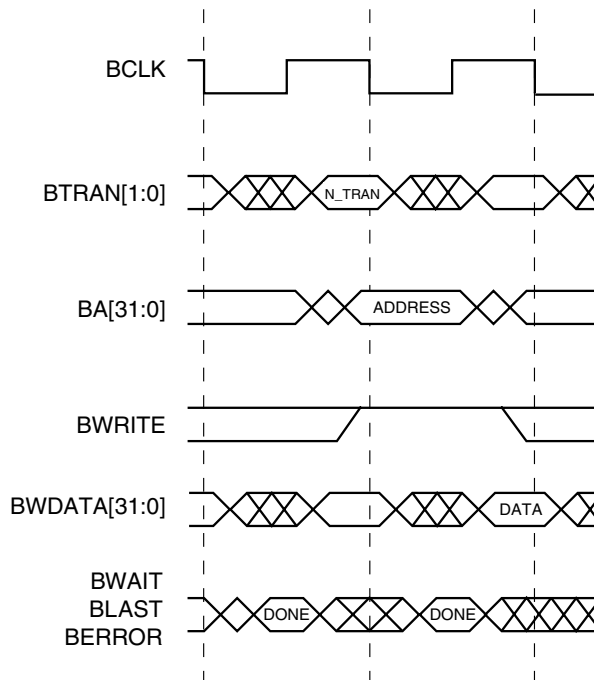 BCLK
BTRAN[1:0]
N_TRAN
BA[31:0]
ADDRESS
BWRITE
BWDATA[31:0]
DATA
BWAIT
BLAST
BERROR
DONE
DONE